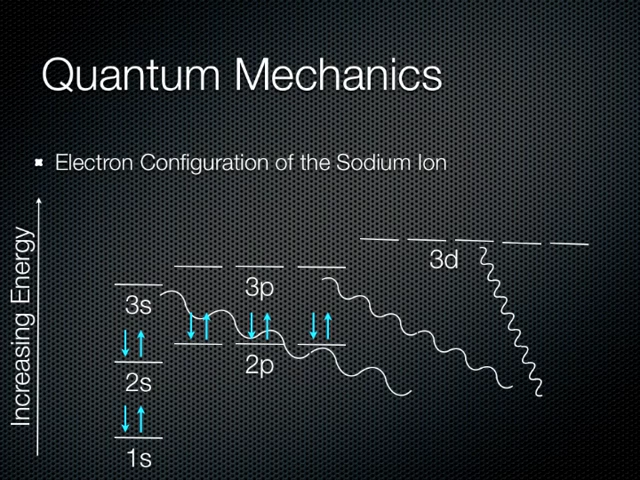 Quantum Mechanics
Electron Configuration of the Sodium Ion
Increasing Energy
3d
3p
3s
2p
2s
1s